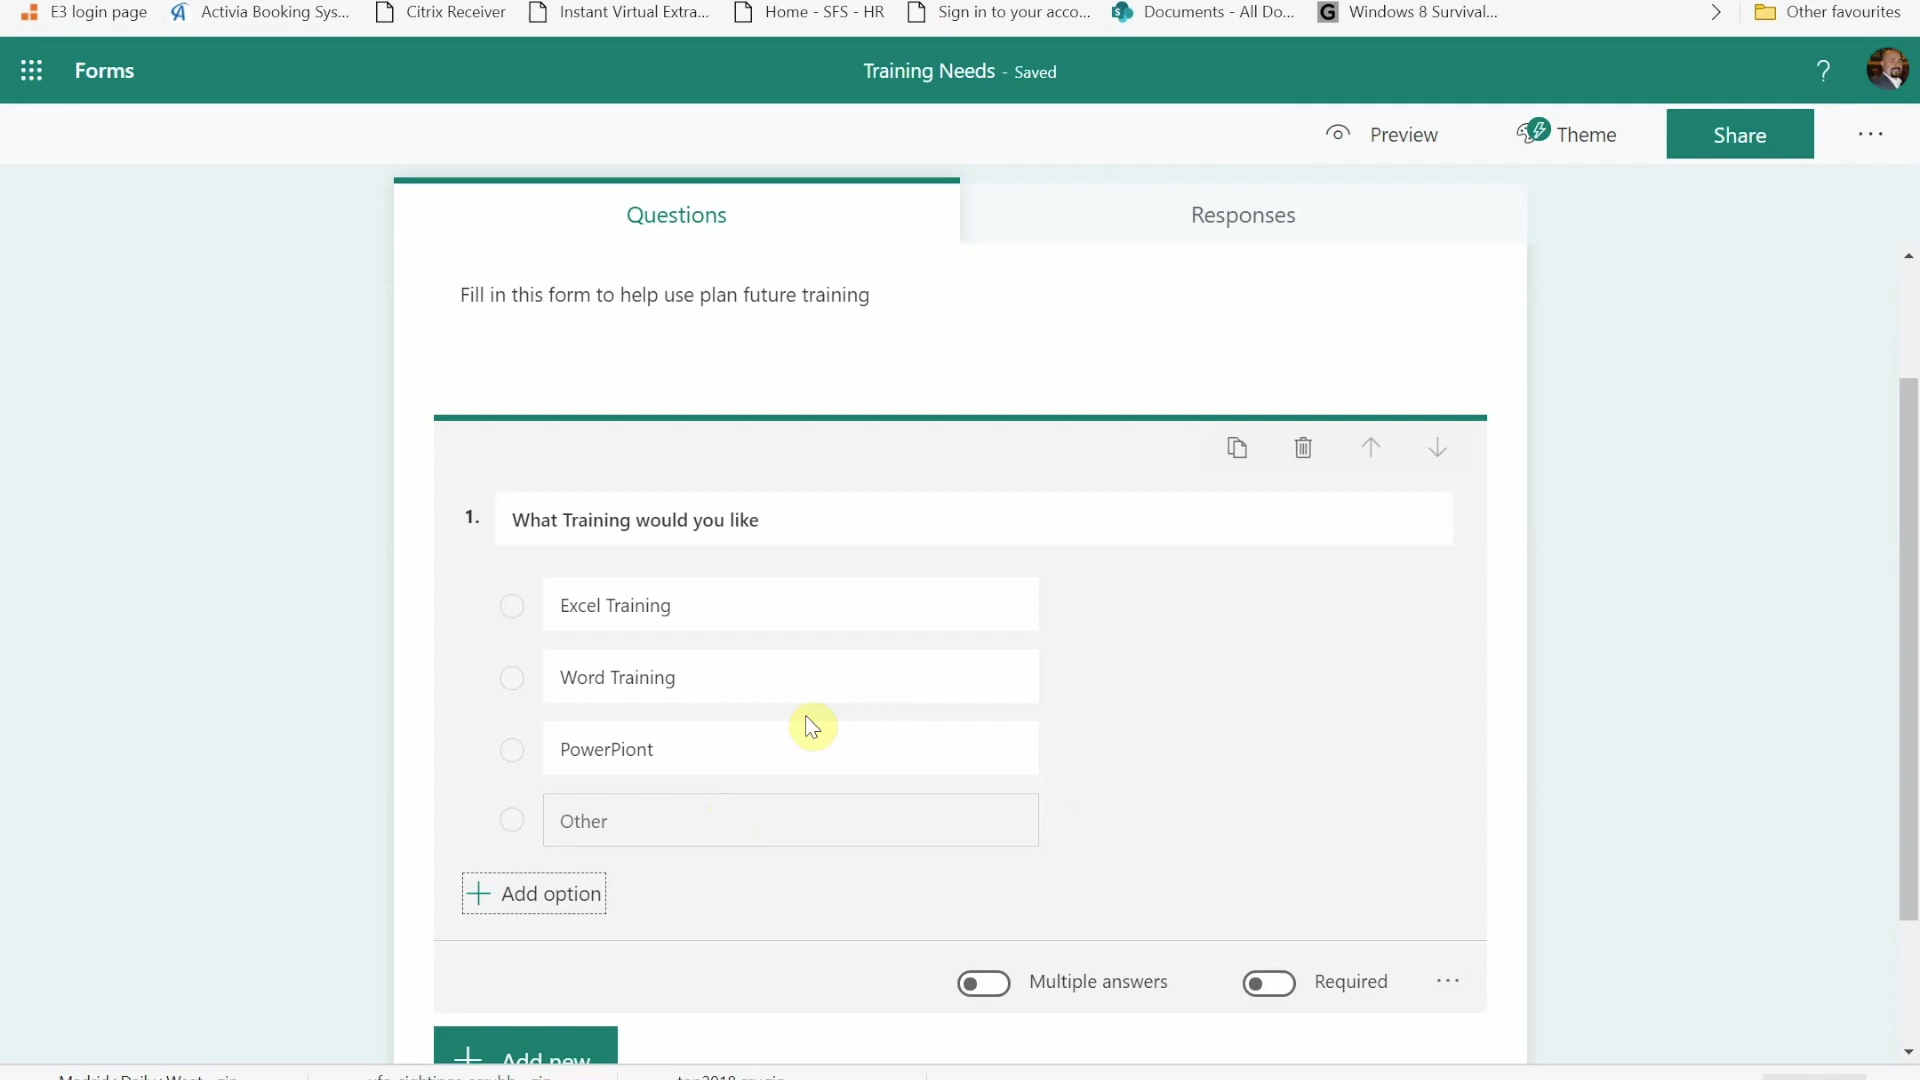 E3 login page
Activia Booking Sys...
Citrix Receiver
Instant Virtual Extra...
Home - SFS - HR
Sign in to your acco...
Documents - All Do...
G
Windows 8 Survival...
Other favourites
Forms
Training Needs - Saved
?
Preview
Theme
Share
Questions
Responses
Fill in this form to help use plan future training
1. What Training would you like
Excel Training
Word Training
PowerPiont
Other
Add option
Multiple answers
Required
Add new